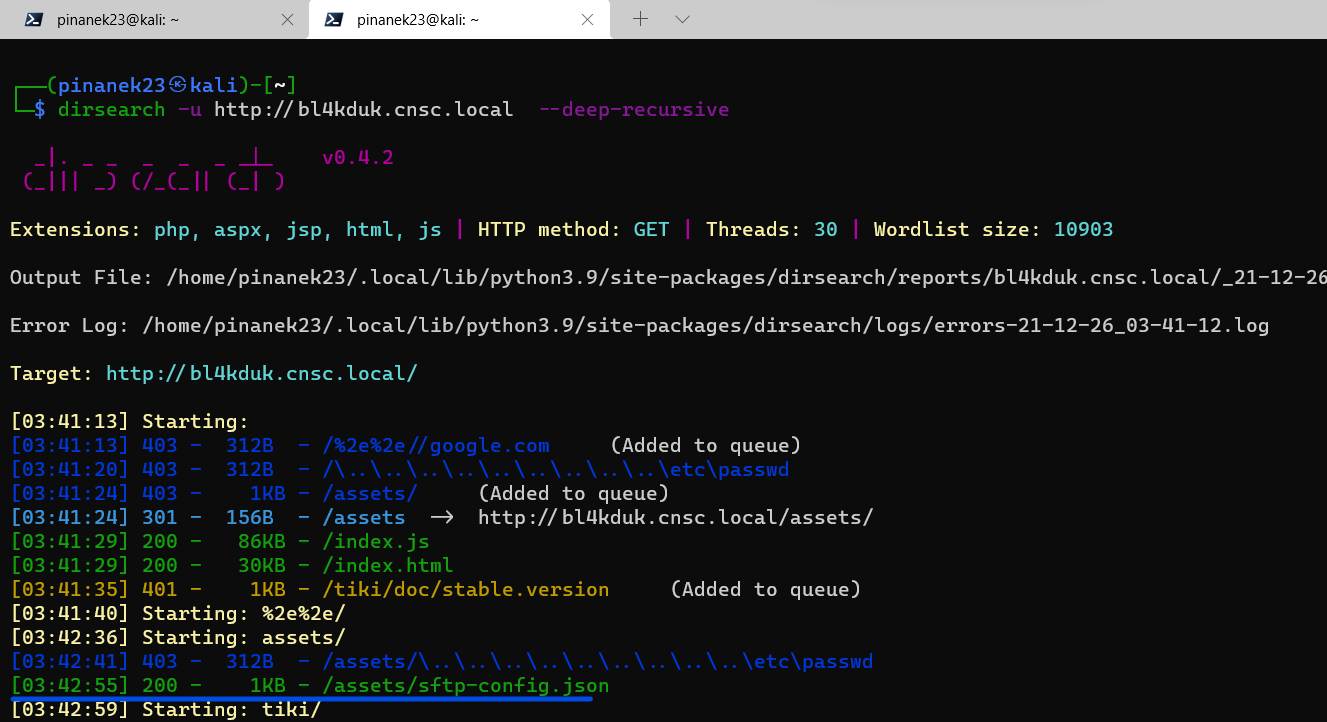 pinanek23@kali: ~
pinanek23@kali: ~
┌──(pinanek23㉿kali)-[~]
└─$ dirsearch -u http://bl4kduk.cnsc.local --deep-recursive
_|. _ _ _ _ _ _|_ v0.4.2
(_||| _) (/_(_|| (_| )
Extensions: php, aspx, jsp, html, js | HTTP method: GET | Threads: 30 | Wordlist size: 10903
Output File: /home/pinanek23/.local/lib/python3.9/site-packages/dirsearch/reports/bl4kduk.cnsc.local/_21-12-26
Error Log: /home/pinanek23/.local/lib/python3.9/site-packages/dirsearch/logs/errors-21-12-26_03-41-12.log
Target: http://bl4kduk.cnsc.local/
[03:41:13] Starting:
[03:41:13] 403 - 312B - /%2e%2e//google.com (Added to queue)
[03:41:20] 403 - 312B - /\..\..\..\..\..\..\..\..\..\etc\passwd
[03:41:24] 403 - 1KB - /assets/ (Added to queue)
[03:41:24] 301 - 156B - /assets -> http://bl4kduk.cnsc.local/assets/
[03:41:29] 200 - 86KB - /index.js
[03:41:29] 200 - 30KB - /index.html
[03:41:35] 401 - 1KB - /tiki/doc/stable.version (Added to queue)
[03:41:40] Starting: %2e%2e/
[03:42:36] Starting: assets/
[03:42:41] 403 - 312B - /assets/\..\..\..\..\..\..\..\..\..\etc\passwd
[03:42:55] 200 - 1KB - /assets/sftp-config.json
[03:42:59] Starting: tiki/